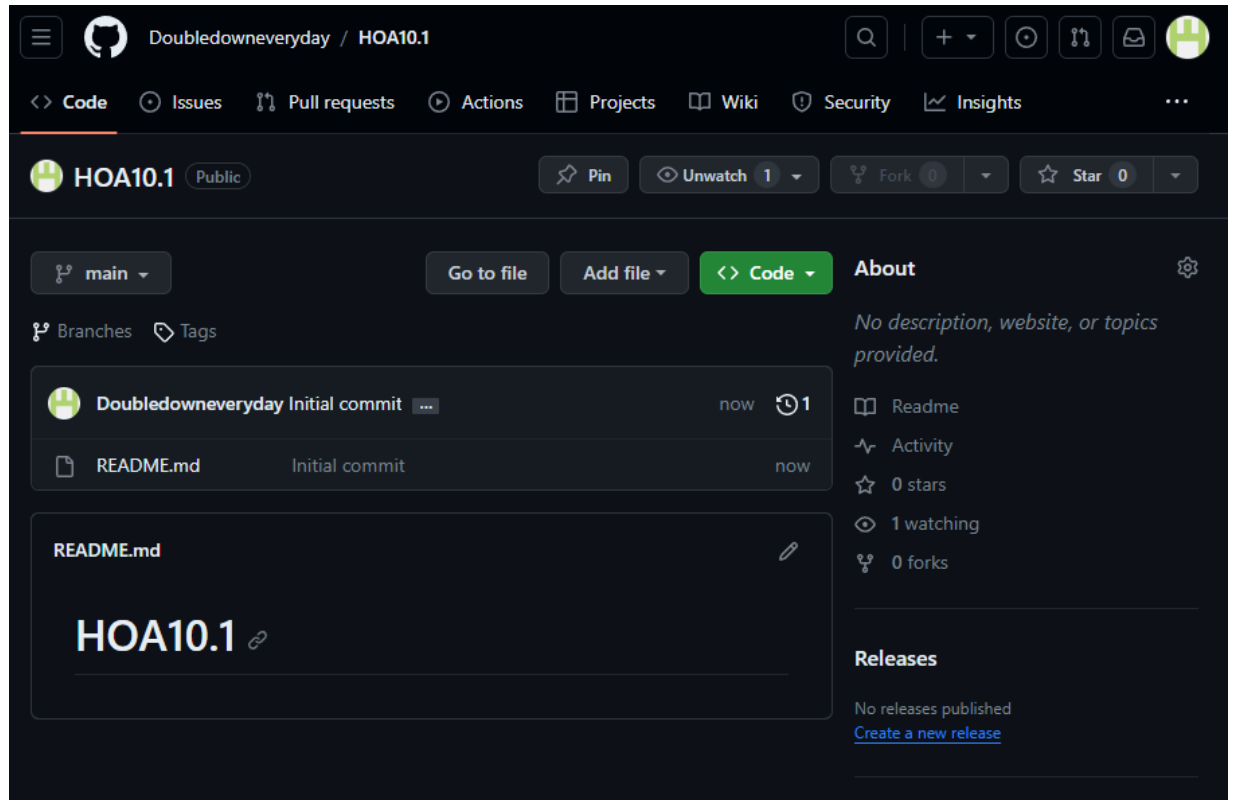 Doubledowneveryday / HOA10.1
Code Issues Pull requests Actions Projects Wiki Security Insights ...
HOA10.1 Public Pin Unwatch 1 Fork 0 Star 0
main Go to file Add file Code
Branches Tags
Doubledowneveryday Initial commit ... now 1
README.md Initial commit now
README.md
HOA10.1
About
No description, website, or topics
provided.
Readme
Activity
0 stars
1 watching
0 forks
Releases
No releases published
Create a new release